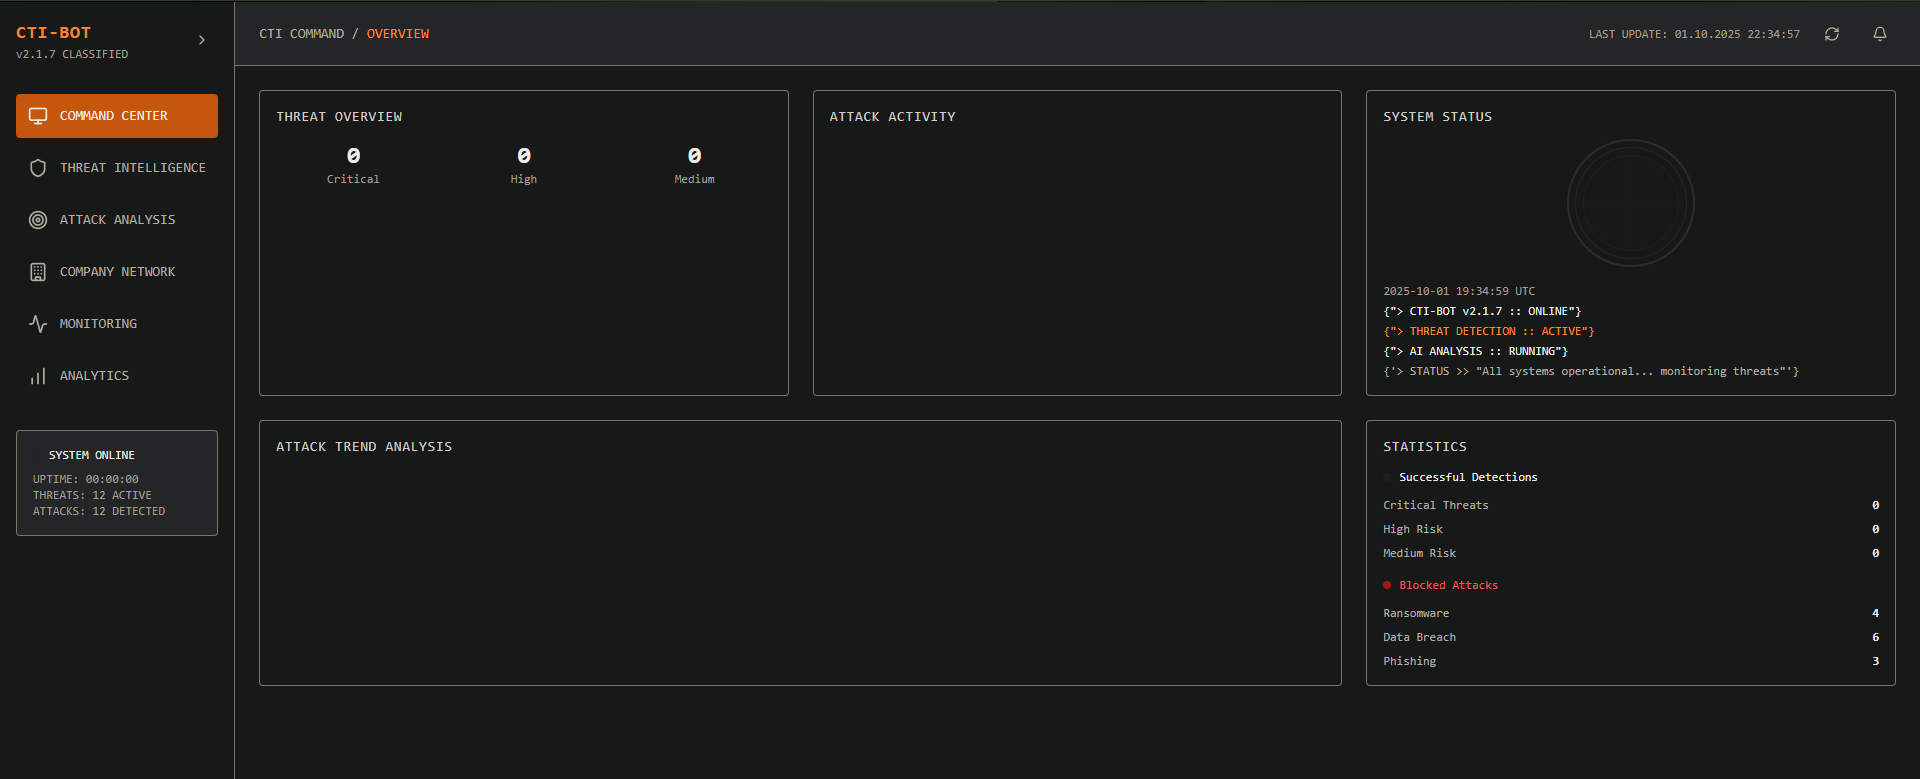 CTI-BOT
v2.1.7 CLASSIFIED
COMMAND CENTER
THREAT INTELLIGENCE
ATTACK ANALYSIS
COMPANY NETWORK
MONITORING
ANALYTICS
SYSTEM ONLINE
UPTIME: 00:00:00
THREATS: 12 ACTIVE
ATTACKS: 12 DETECTED
CTI COMMAND / OVERVIEW
LAST UPDATE: 01.10.2025 22:34:57
THREAT OVERVIEW
0 0 0
Critical High Medium
ATTACK ACTIVITY
SYSTEM STATUS
2025-10-01 19:34:59 UTC
{"> CTI-BOT v2.1.7 :: ONLINE"}
{"> THREAT DETECTION :: ACTIVE"}
{"> AI ANALYSIS :: RUNNING"}
{'> STATUS >> "All systems operational... monitoring threats"'}
ATTACK TREND ANALYSIS
STATISTICS
Successful Detections
Critical Threats 0
High Risk 0
Medium Risk 0
Blocked Attacks
Ransomware 4
Data Breach 6
Phishing 3